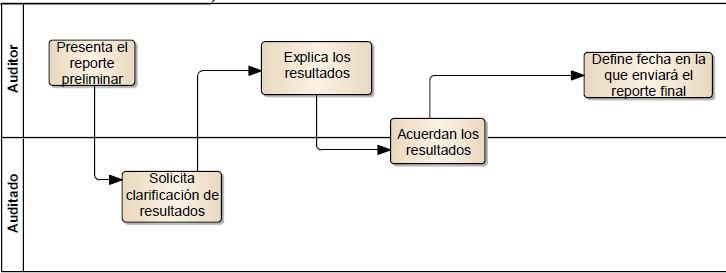 Auditor
Presenta el
reporte
preliminar
Explica los
resultados
Define fecha en la
que enviará el
reporte final
Acuerdan los
resultados
Auditado
Solicita
clarificación de
resultados